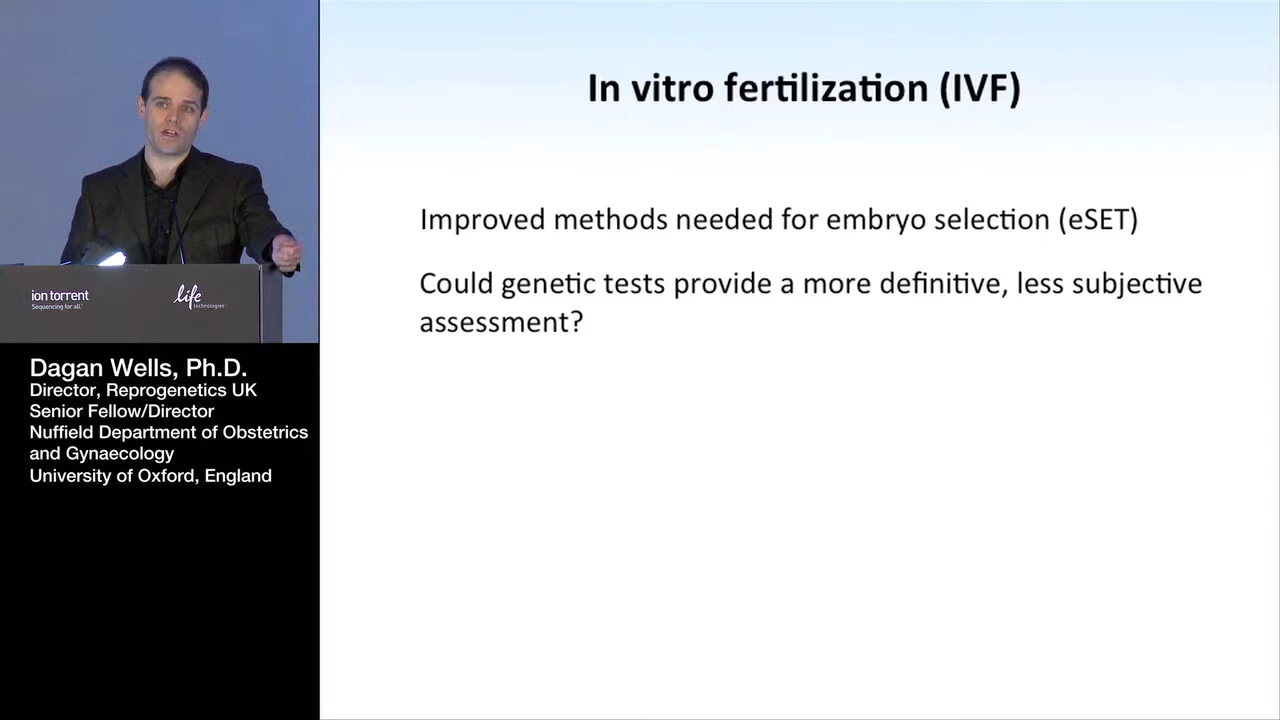 In vitro fertilization (IVF)
Improved methods needed for embryo selection (eSET)
Could genetic tests provide a more definitive, less subjective
assessment?
ion torrent
Sequencing for all.
life
technologies
Dagan Wells, Ph.D.
Director, Reprogenetics UK
Senior Fellow/Director
Nuffield Department of Obstetrics
and Gynaecology
University of Oxford, England